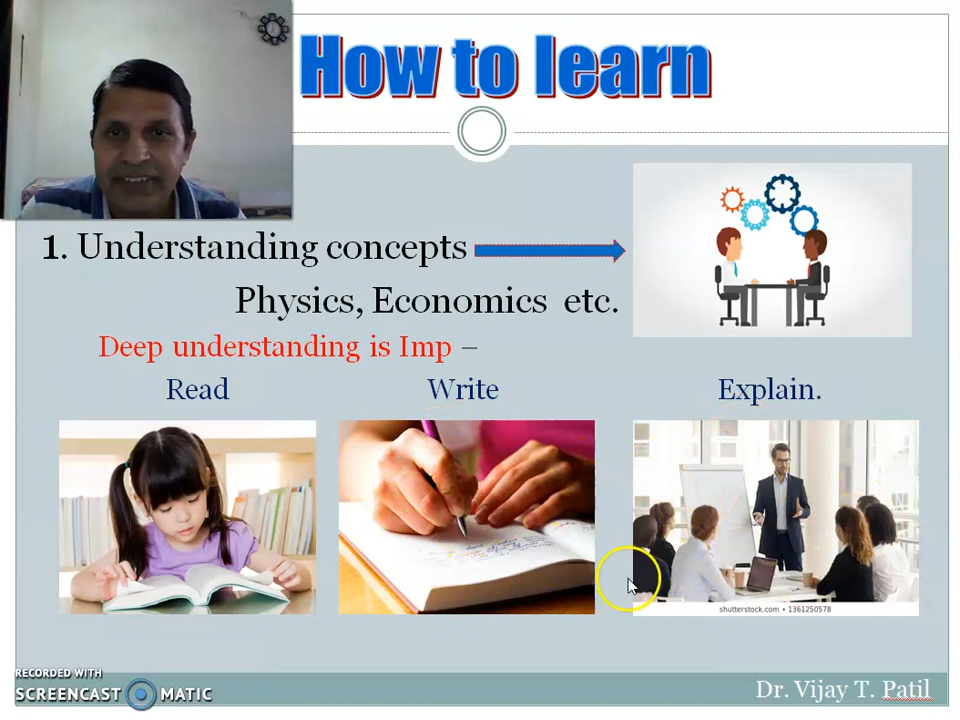 How to learn
1. Understanding concepts
Physics, Economics etc.
Deep understanding is Imp –
Read
Write
Explain.
shutterstock.com • 1361250578
RECORDED WITH
SCREENCAST MATIC
Dr. Vijay T. Patil